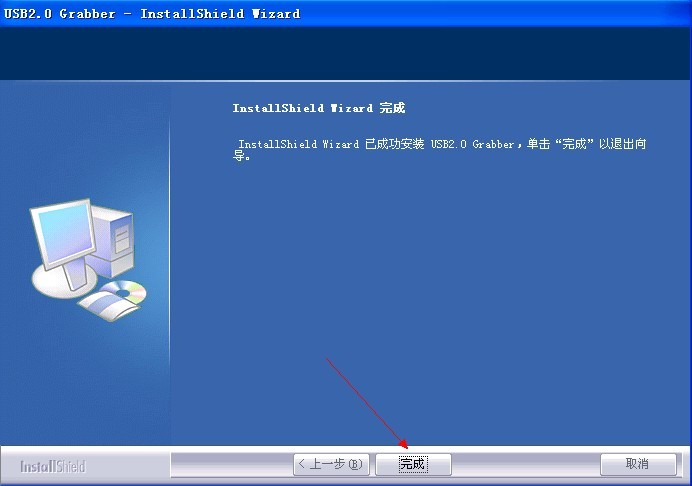 USB2.0 Grabber - InstallShield Wizard
InstallShield Wizard 完成
InstallShield Wizard 已成功安装 USB2.0 Grabber，单击“完成”以退出向
导。
InstallShield
< 上一步(B)
完成
取消